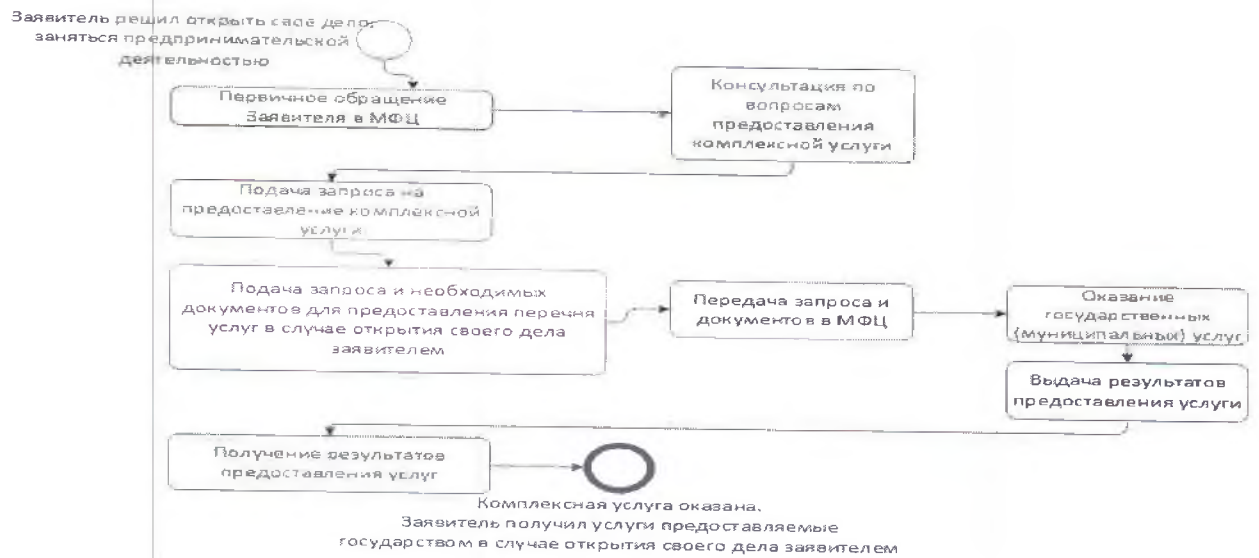 Заявитель решил открыть свое дело,
заняться предпринимательской
деятельностью
Первичное обращение
Заявителя в МФЦ
Консультация по
вопросам
предоставления
комплексной услуги
Подача запроса на
предоставление комплексной
услуги
Подача запроса и необходимых
документов для предоставления перечня
услуг в случае открытия своего дела
заявителем
Передача запроса и
документов в МФЦ
Оказание
государственных
(муниципальных) услуг
Выдача результатов
предоставления услуги
Получение результатов
предоставления услуг
Комплексная услуга оказана.
Заявитель получил услуги предоставляемые
государством в случае открытия своего дела заявителем